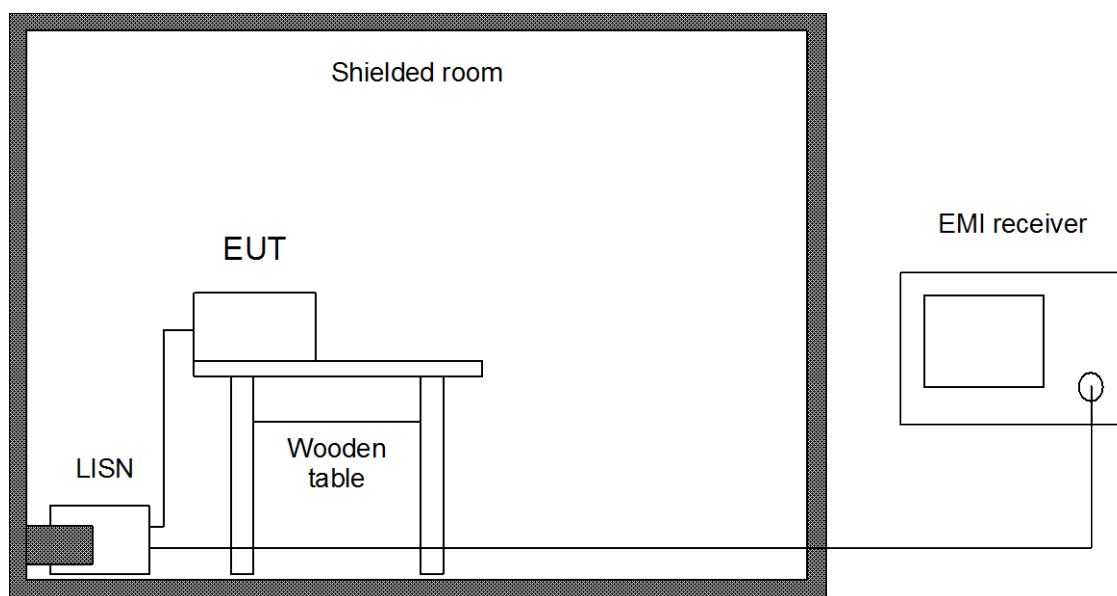 Shielded room
EMI receiver
EUT
Wooden
table
LISN